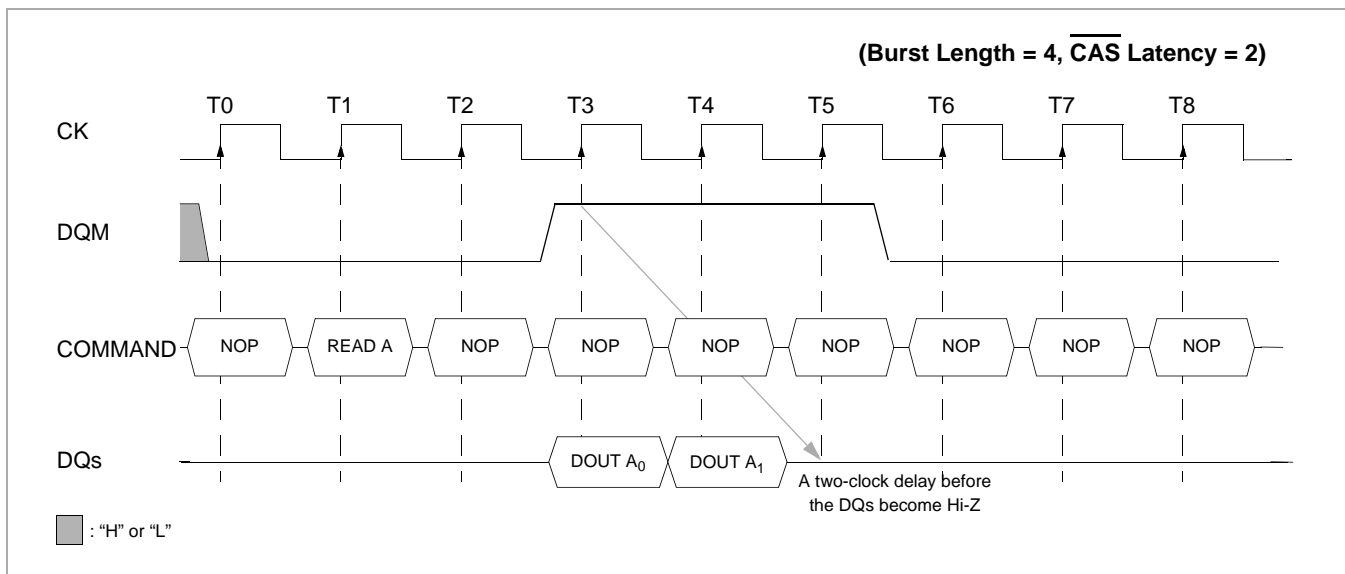 (Burst Length = 4, CAS Latency = 2)
T0 T1 T2 T3 T4 T5 T6 T7 T8
CK
DQM
COMMAND NOP READ A NOP NOP NOP NOP NOP NOP NOP
DQs DOUT A0 DOUT A1
A two-clock delay before
the DQs become Hi-Z
: “H” or “L”